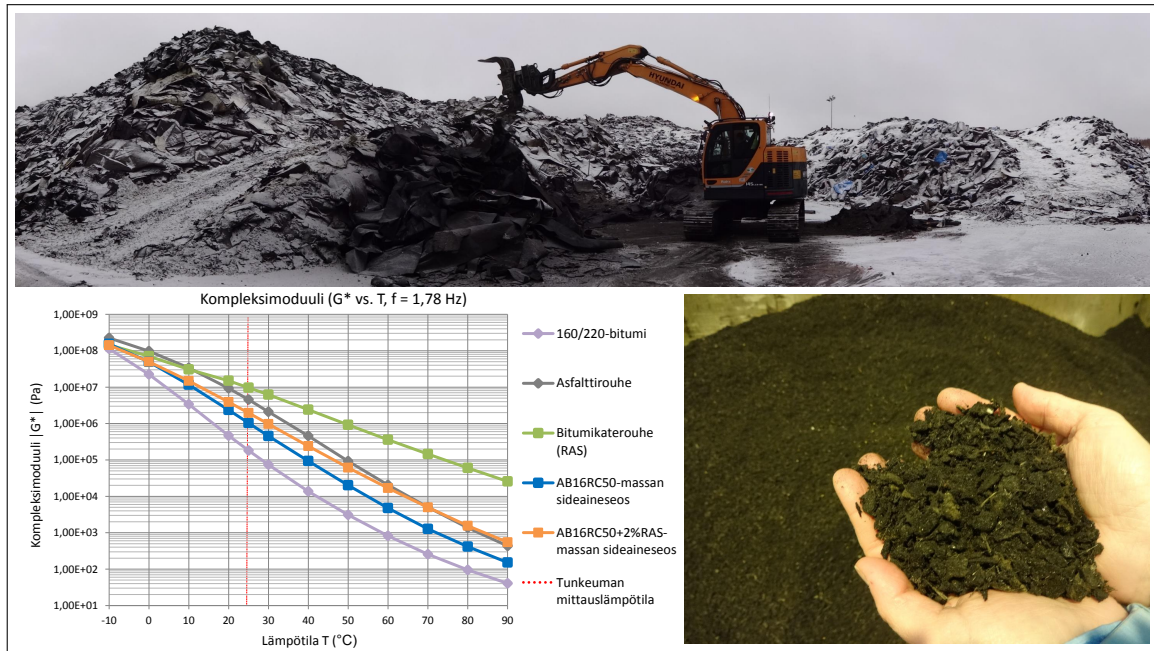 HYUNDAI
Kompleksimoduuli (G* vs. T, f = 1,78 Hz)
Kompleksimoduuli |G*| (Pa)
1,00E+09
1,00E+08
1,00E+07
1,00E+06
1,00E+05
1,00E+04
1,00E+03
1,00E+02
1,00E+01
-10 0 10 20 30 40 50 60 70 80 90
Lämpötila T (°C)
160/220-bitumi
Asfalttirouhe
Bitumikaterouhe
(RAS)
AB16RC50-massan
sideaineseos
AB16RC50+2%RAS-
massan sideaineseos
Tunkeuman
mittauslämpötila